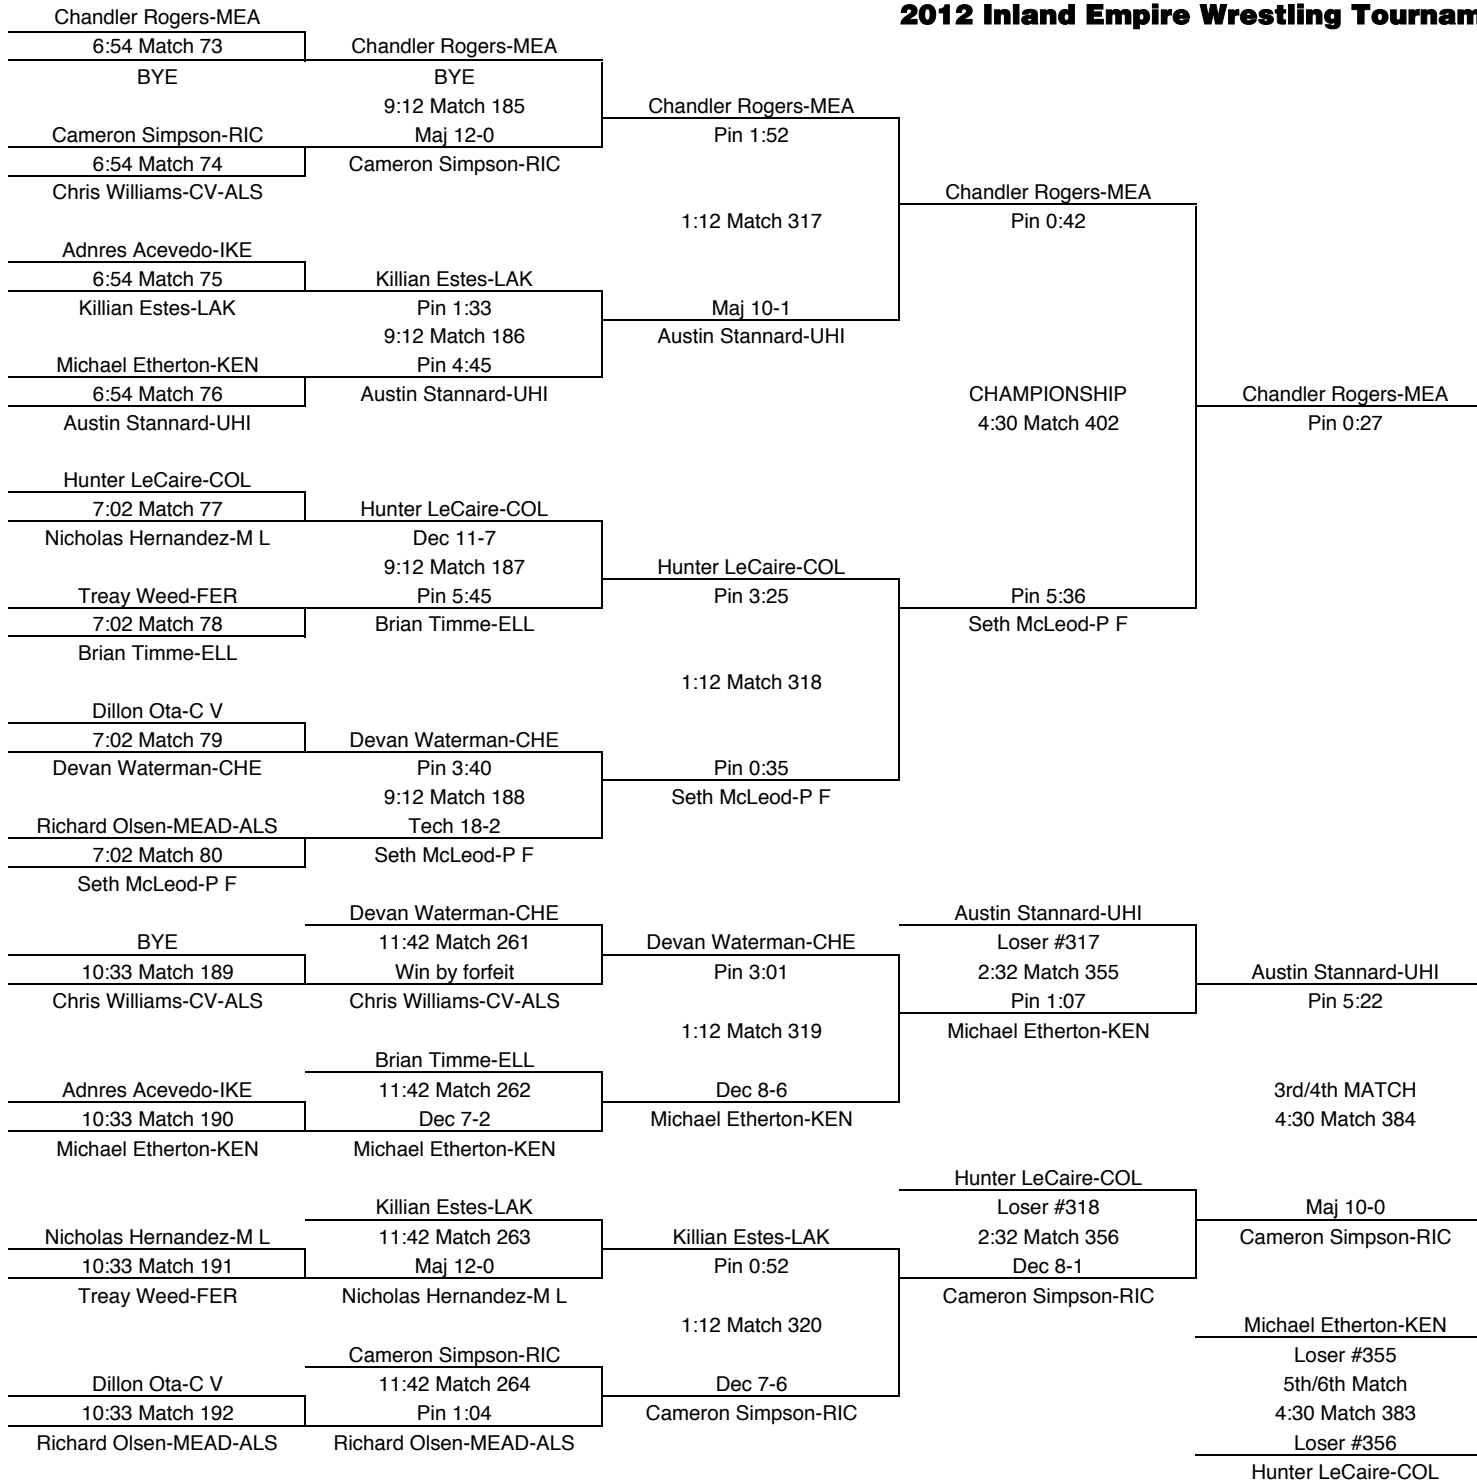 2012 Inland Empire Wrestling Tournam
Chandler Rogers-MEA
6:54 Match 73
BYE
Cameron Simpson-RIC
6:54 Match 74
Chris Williams-CV-ALS
Adnres Acevedo-IKE
6:54 Match 75
Killian Estes-LAK
Michael Etherton-KEN
6:54 Match 76
Austin Stannard-UHI
Hunter LeCaire-COL
7:02 Match 77
Nicholas Hernandez-M L
Treay Weed-FER
7:02 Match 78
Brian Timme-ELL
Dillon Ota-C V
7:02 Match 79
Devan Waterman-CHE
Richard Olsen-MEAD-ALS
7:02 Match 80
Seth McLeod-P F
Chandler Rogers-MEA
BYE
9:12 Match 185
Maj 12-0
Cameron Simpson-RIC
Killian Estes-LAK
Pin 1:33
9:12 Match 186
Pin 4:45
Austin Stannard-UHI
Hunter LeCaire-COL
Dec 11-7
9:12 Match 187
Pin 5:45
Brian Timme-ELL
Devan Waterman-CHE
Pin 3:40
9:12 Match 188
Tech 18-2
Seth McLeod-P F
Chandler Rogers-MEA
Pin 1:52
1:12 Match 317
Maj 10-1
Austin Stannard-UHI
Hunter LeCaire-COL
Pin 3:25
1:12 Match 318
Pin 0:35
Seth McLeod-P F
Chandler Rogers-MEA
Pin 0:42
CHAMPIONSHIP
4:30 Match 402
Pin 5:36
Seth McLeod-P F
Chandler Rogers-MEA
Pin 0:27
BYE
10:33 Match 189
Chris Williams-CV-ALS
Adnres Acevedo-IKE
10:33 Match 190
Michael Etherton-KEN
Nicholas Hernandez-M L
10:33 Match 191
Treay Weed-FER
Dillon Ota-C V
10:33 Match 192
Richard Olsen-MEAD-ALS
Devan Waterman-CHE
11:42 Match 261
Win by forfeit
Chris Williams-CV-ALS
Brian Timme-ELL
11:42 Match 262
Dec 7-2
Michael Etherton-KEN
Killian Estes-LAK
11:42 Match 263
Maj 12-0
Nicholas Hernandez-M L
Cameron Simpson-RIC
11:42 Match 264
Pin 1:04
Richard Olsen-MEAD-ALS
Devan Waterman-CHE
Pin 3:01
1:12 Match 319
Dec 8-6
Michael Etherton-KEN
Killian Estes-LAK
Pin 0:52
1:12 Match 320
Dec 7-6
Cameron Simpson-RIC
Austin Stannard-UHI
Loser #317
2:32 Match 355
Pin 1:07
Michael Etherton-KEN
Hunter LeCaire-COL
Loser #318
2:32 Match 356
Dec 8-1
Cameron Simpson-RIC
Austin Stannard-UHI
Pin 5:22
3rd/4th MATCH
4:30 Match 384
Maj 10-0
Cameron Simpson-RIC
Michael Etherton-KEN
Loser #355
5th/6th Match
4:30 Match 383
Loser #356
Hunter LeCaire-COL